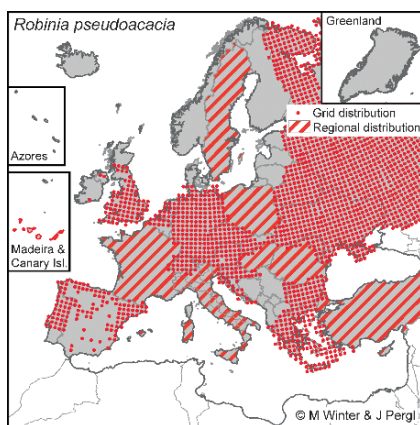 Robinia pseudoacacia
Greenland
Grid distribution
Regional distribution
Azores
Madeira &
Canary Isl.
© M Winter & J Pergl